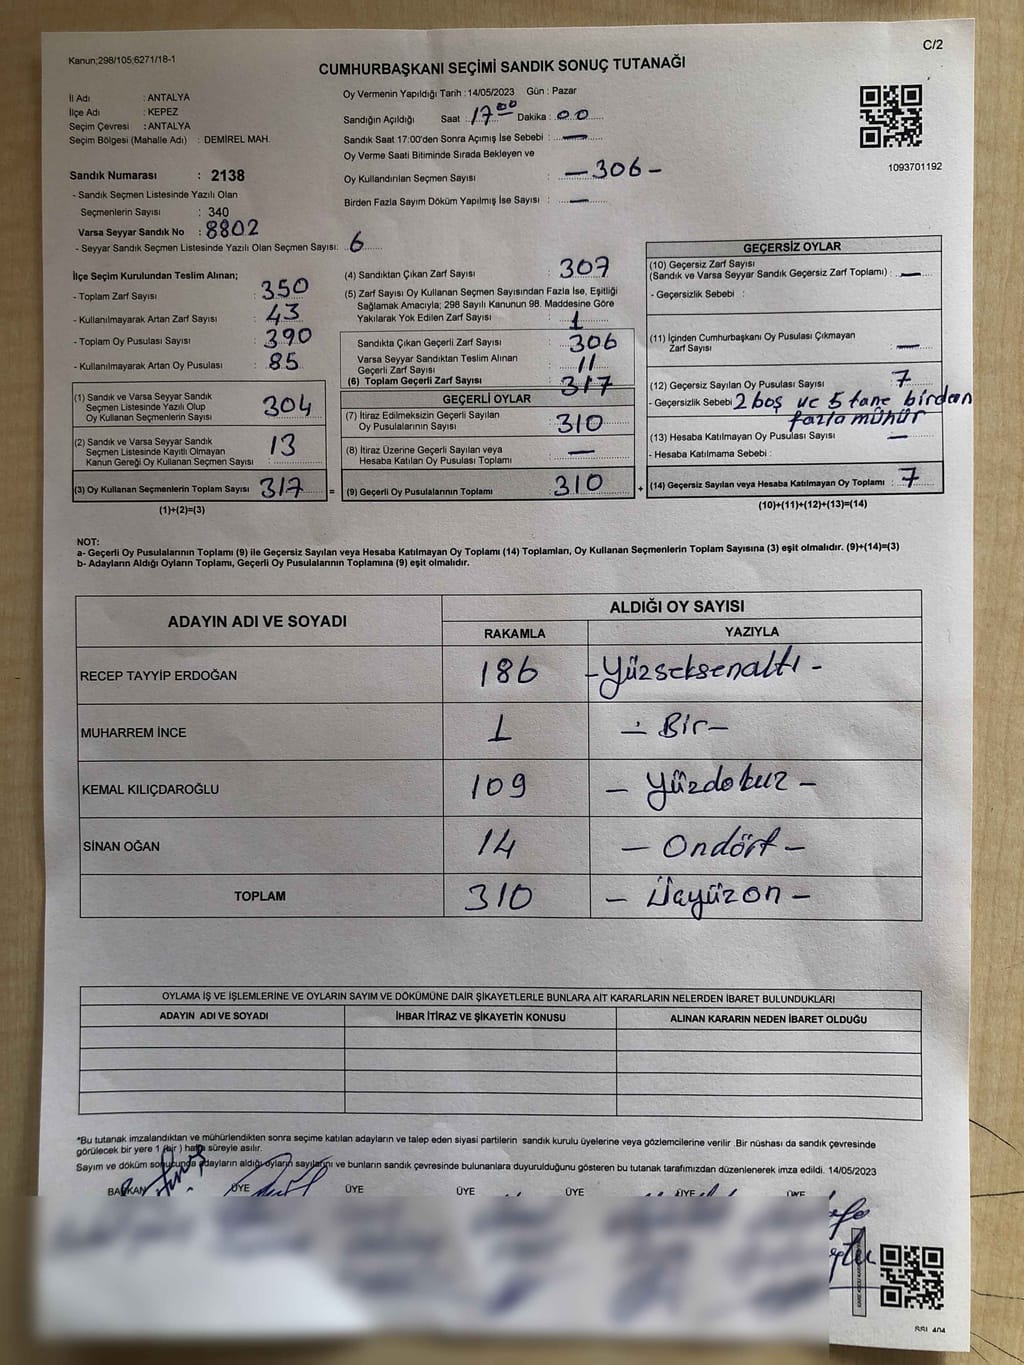 Kanun;298/105;6271/18-1
C/2
CUMHURBAŞKANI SEÇİMİ SANDIK SONUÇ TUTANAĞI
İl Adı : ANTALYA
İlçe Adı : KEPEZ
Seçim Çevresi : ANTALYA
Seçim Bölgesi (Mahalle Adı) : DEMİREL MAH.
Oy Vermenin Yapıldığı Tarih : 14/05/2023 Gün : Pazar
Sandığın Açıldığı Saat : 17 00 Dakika : 00
Sandık Saat 17:00'den Sonra Açımış İse Sebebi : —
Oy Verme Saati Bitiminde Sırada Bekleyen ve
Oy Kullandırılan Seçmen Sayısı : — 306 -
Birden Fazla Sayım Döküm Yapılmış İse Sayısı : —
1093701192
Sandık Numarası : 2138
- Sandık Seçmen Listesinde Yazılı Olan
Seçmenlerin Sayısı : 340
Varsa Seyyar Sandık No : 8802
- Seyyar Sandık Seçmen Listesinde Yazılı Olan Seçmen Sayısı: 6
İlçe Seçim Kurulundan Teslim Alınan;
- Toplam Zarf Sayısı : 350
- Kullanılmayarak Artan Zarf Sayısı : 43
- Toplam Oy Pusulası Sayısı : 390
- Kullanılmayarak Artan Oy Pusulası : 85
(1) Sandık ve Varsa Seyyar Sandık
Seçmen Listesinde Yazılı Olup
Oy Kullanan Seçmenlerin Sayısı : 304
(2) Sandık ve Varsa Seyyar Sandık
Seçmen Listesinde Kayıtlı Olmayan
Kanun Gereği Oy Kullanan Seçmen Sayısı : 13
(3) Oy Kullanan Seçmenlerin Toplam Sayısı : 317 =
(1)+(2)=(3)
(4) Sandıktan Çıkan Zarf Sayısı : 307
(5) Zarf Sayısı Oy Kullanan Seçmen Sayısından Fazla İse, Eşitliği
Sağlamak Amacıyla; 298 Sayılı Kanunun 98. Maddesine Göre
Yakılarak Yok Edilen Zarf Sayısı : 1
Sandıkta Çıkan Geçerli Zarf Sayısı : 306
Varsa Seyyar Sandıktan Teslim Alınan
Geçerli Zarf Sayısı : 11
(6) Toplam Geçerli Zarf Sayısı : 317
GEÇERLİ OYLAR
(7) İtiraz Edilmeksizin Geçerli Sayılan
Oy Pusulalarının Sayısı : 310
(8) İtiraz Üzerine Geçerli Sayılan veya
Hesaba Katılan Oy Pusulası Toplamı : —
(9) Geçerli Oy Pusulalarının Toplamı : 310 +
GEÇERSİZ OYLAR
(10) Geçersiz Zarf Sayısı
(Sandık ve Varsa Seyyar Sandık Geçersiz Zarf Toplamı) : —
- Geçersizlik Sebebi :
(11) İçinden Cumhurbaşkanı Oy Pusulası Çıkmayan
Zarf Sayısı : —
(12) Geçersiz Sayılan Oy Pusulası Sayısı : 7
- Geçersizlik Sebebi 2 boş ve 5 tane birden
fazla mühür
(13) Hesaba Katılmayan Oy Pusulası Sayısı : —
- Hesaba Katılmama Sebebi :
(14) Geçersiz Sayılan veya Hesaba Katılmayan Oy Toplamı : 7
(10)+(11)+(12)+(13)=(14)
NOT:
a- Geçerli Oy Pusulalarının Toplamı (9) ile Geçersiz Sayılan veya Hesaba Katılmayan Oy Toplamı (14) Toplamları, Oy Kullanan Seçmenlerin Toplam Sayısına (3) eşit olmalıdır. (9)+(14)=(3)
b- Adayların Aldığı Oyların Toplamı, Geçerli Oy Pusulalarının Toplamına (9) eşit olmalıdır.
ADAYIN ADI VE SOYADI
ALDIĞI OY SAYISI
RAKAMLA YAZIYLA
RECEP TAYYİP ERDOĞAN 186 - Yüzseksenaltı -
MUHARREM İNCE 1 — Bir —
KEMAL KILIÇDAROĞLU 109 — Yüzdokuz —
SİNAN OĞAN 14 — Ondört —
TOPLAM 310 — Üçyüzon —
OYLAMA İŞ VE İŞLEMLERİNE VE OYLARIN SAYIM VE DÖKÜMÜNE DAİR ŞİKAYETLERLE BUNLARA AİT KARARLARIN NELERDEN İBARET BULUNDUKLARI
ADAYIN ADI VE SOYADI İHBAR İTİRAZ VE ŞİKAYETİN KONUSU ALINAN KARARIN NEDEN İBARET OLDUĞU
*Bu tutanak imzalandıktan ve mühürlendikten sonra seçime katılan adayların ve talep eden siyasi partilerin sandık kurulu üyelerine veya gözlemcilerine verilir .Bir nüshası da sandık çevresinde
görülecek bir yere 1 (bir ) hafta süreyle asılır.
Sayım ve döküm sonucunda adayların aldığı oyların sayılarını ve bunların sandık çevresinde bulunanlara duyurulduğunu gösteren bu tutanak tarafımızdan düzenlenerek imza edildi. 14/05/2023
BAŞKAN ÜYE ÜYE ÜYE ÜYE ÜYE ÜYE